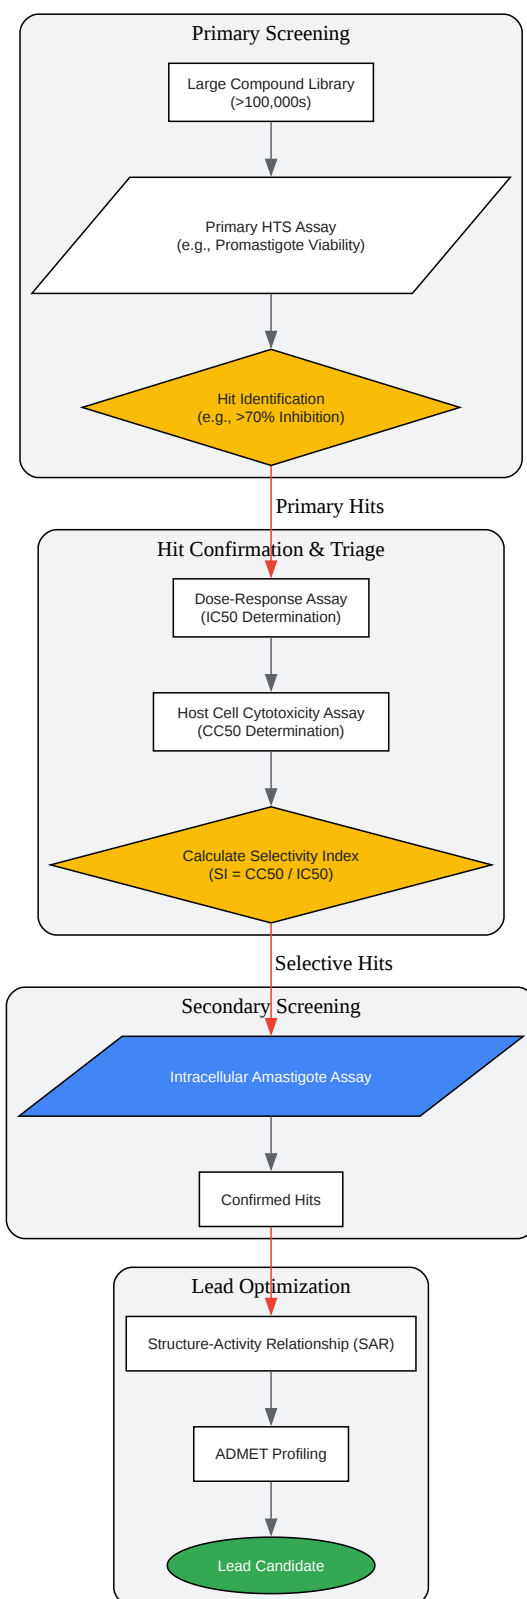 Primary Screening
Large Compound Library
(>100,000s)
Primary HTS Assay
(e.g., Promastigote Viability)
Hit Identification
(e.g., >70% Inhibition)
Primary Hits
Hit Confirmation & Triage
Dose-Response Assay
(IC50 Determination)
Host Cell Cytotoxicity Assay
(CC50 Determination)
Calculate Selectivity Index
(SI = CC50 / IC50)
Selective Hits
Secondary Screening
Intracellular Amastigote Assay
Confirmed Hits
Lead Optimization
Structure-Activity Relationship (SAR)
ADMET Profiling
Lead Candidate